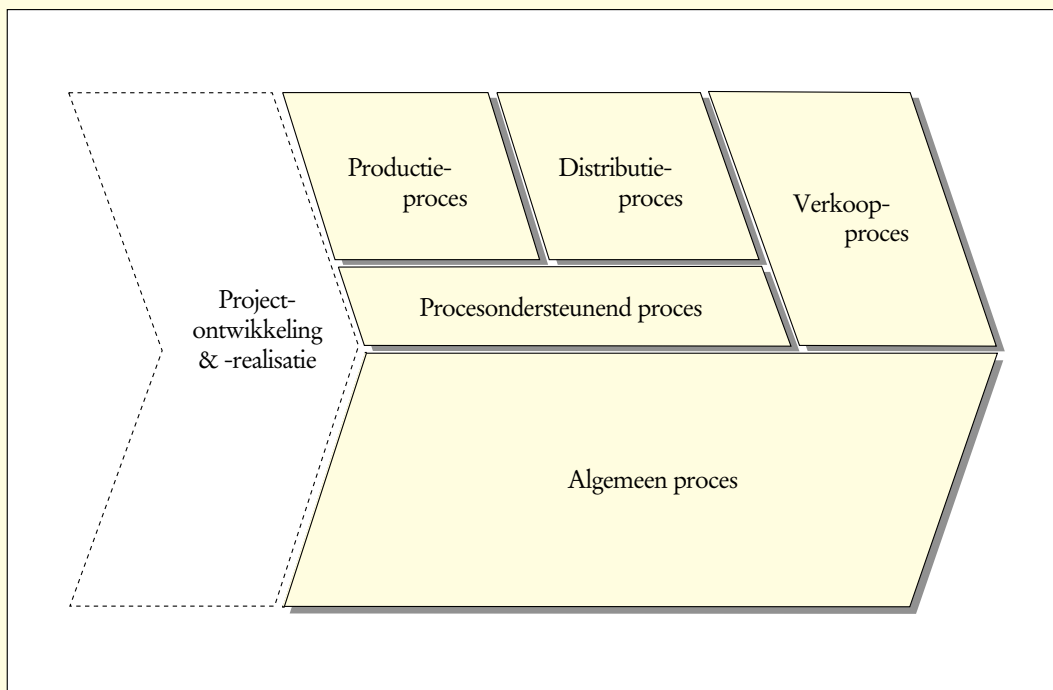 Productie-
proces
Distributie-
proces
Verkoop-
proces
Project-
ontwikkeling
& -realisatie
Procesondersteunend proces
Algemeen proces